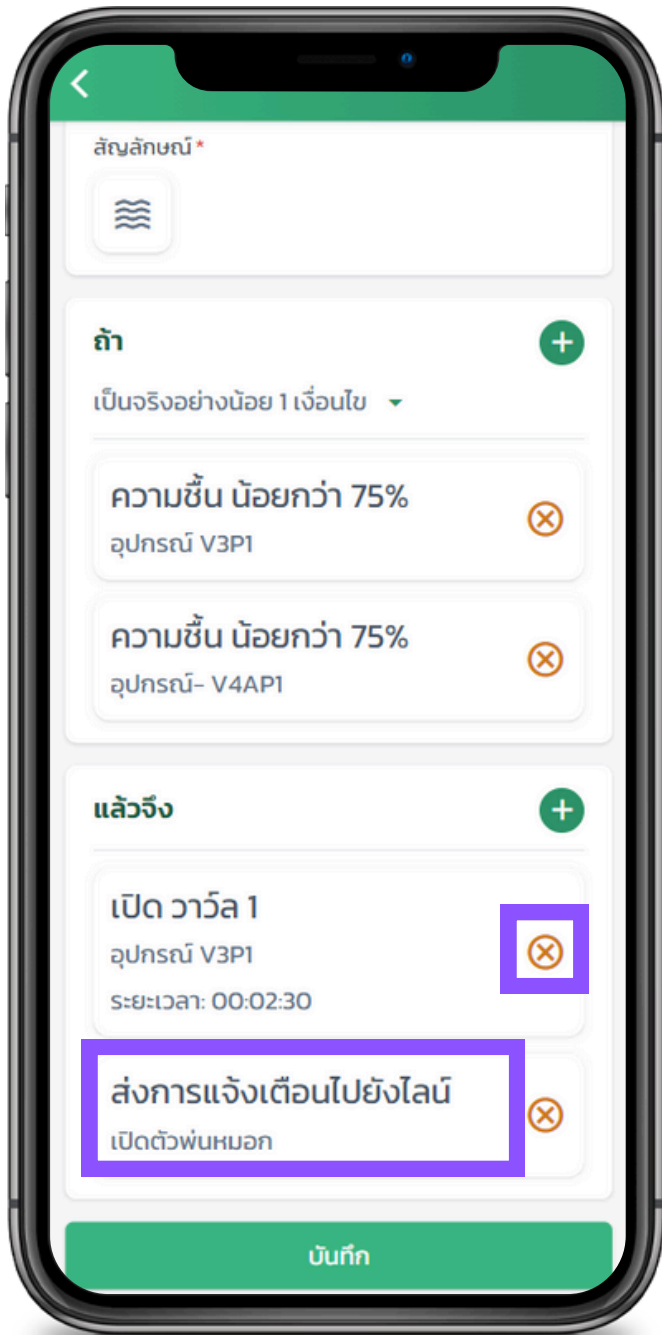 สัญลักษณ์ *
ถ้า
เป็นจริงอย่างน้อย 1 เงื่อนไข
ความชื้น น้อยกว่า 75%
อุปกรณ์ V3P1
ความชื้น น้อยกว่า 75%
อุปกรณ์- V4AP1
แล้วจึง
เปิด วาว์ล 1
อุปกรณ์ V3P1
ระยะเวลา: 00:02:30
ส่งการแจ้งเตือนไปยังไลน์
เปิดตัวพ่นหมอก
บันทึก